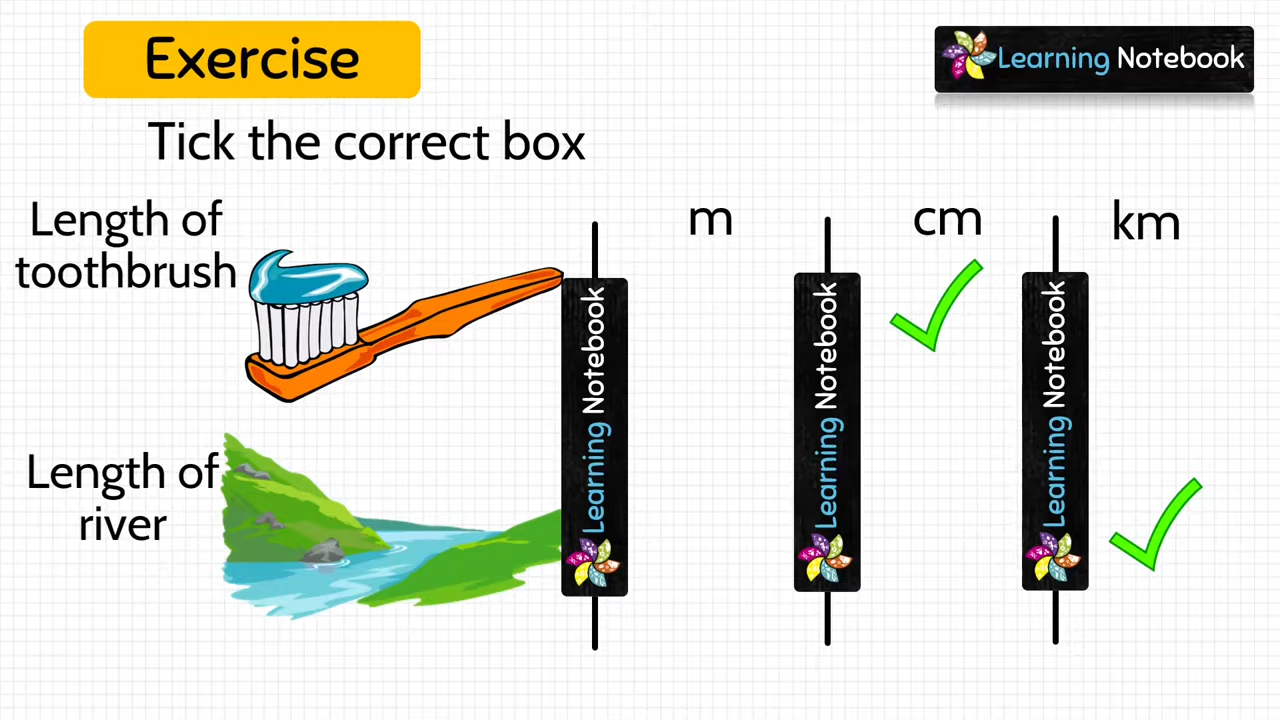 Exercise
Learning Notebook
Tick the correct box
m
cm
km
Length of
toothbrush
Learning Notebook
Learning Notebook
Learning Notebook
Length of
river